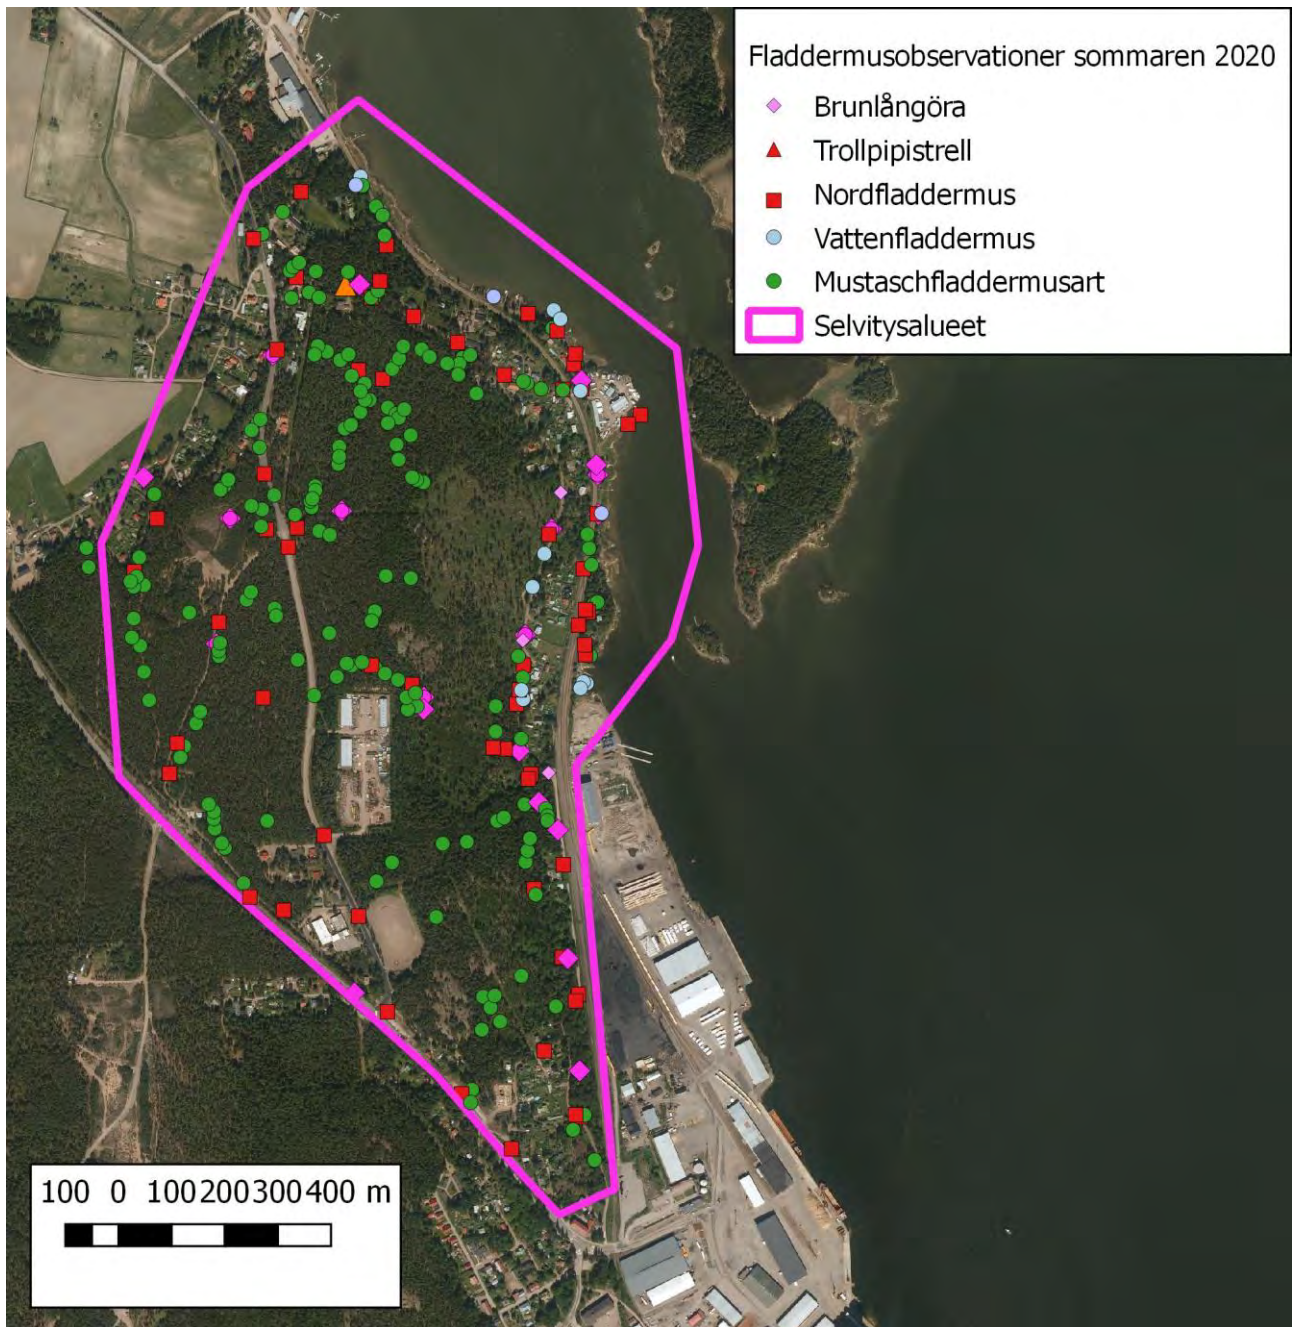 Fladdermusobservationer sommaren 2020
Brunlångöra
Trollpipistrell
Nordfladdermus
Vattenfladdermus
Mustaschfladdermusart
Selvitysalueet
100 0 100 200 300 400 m